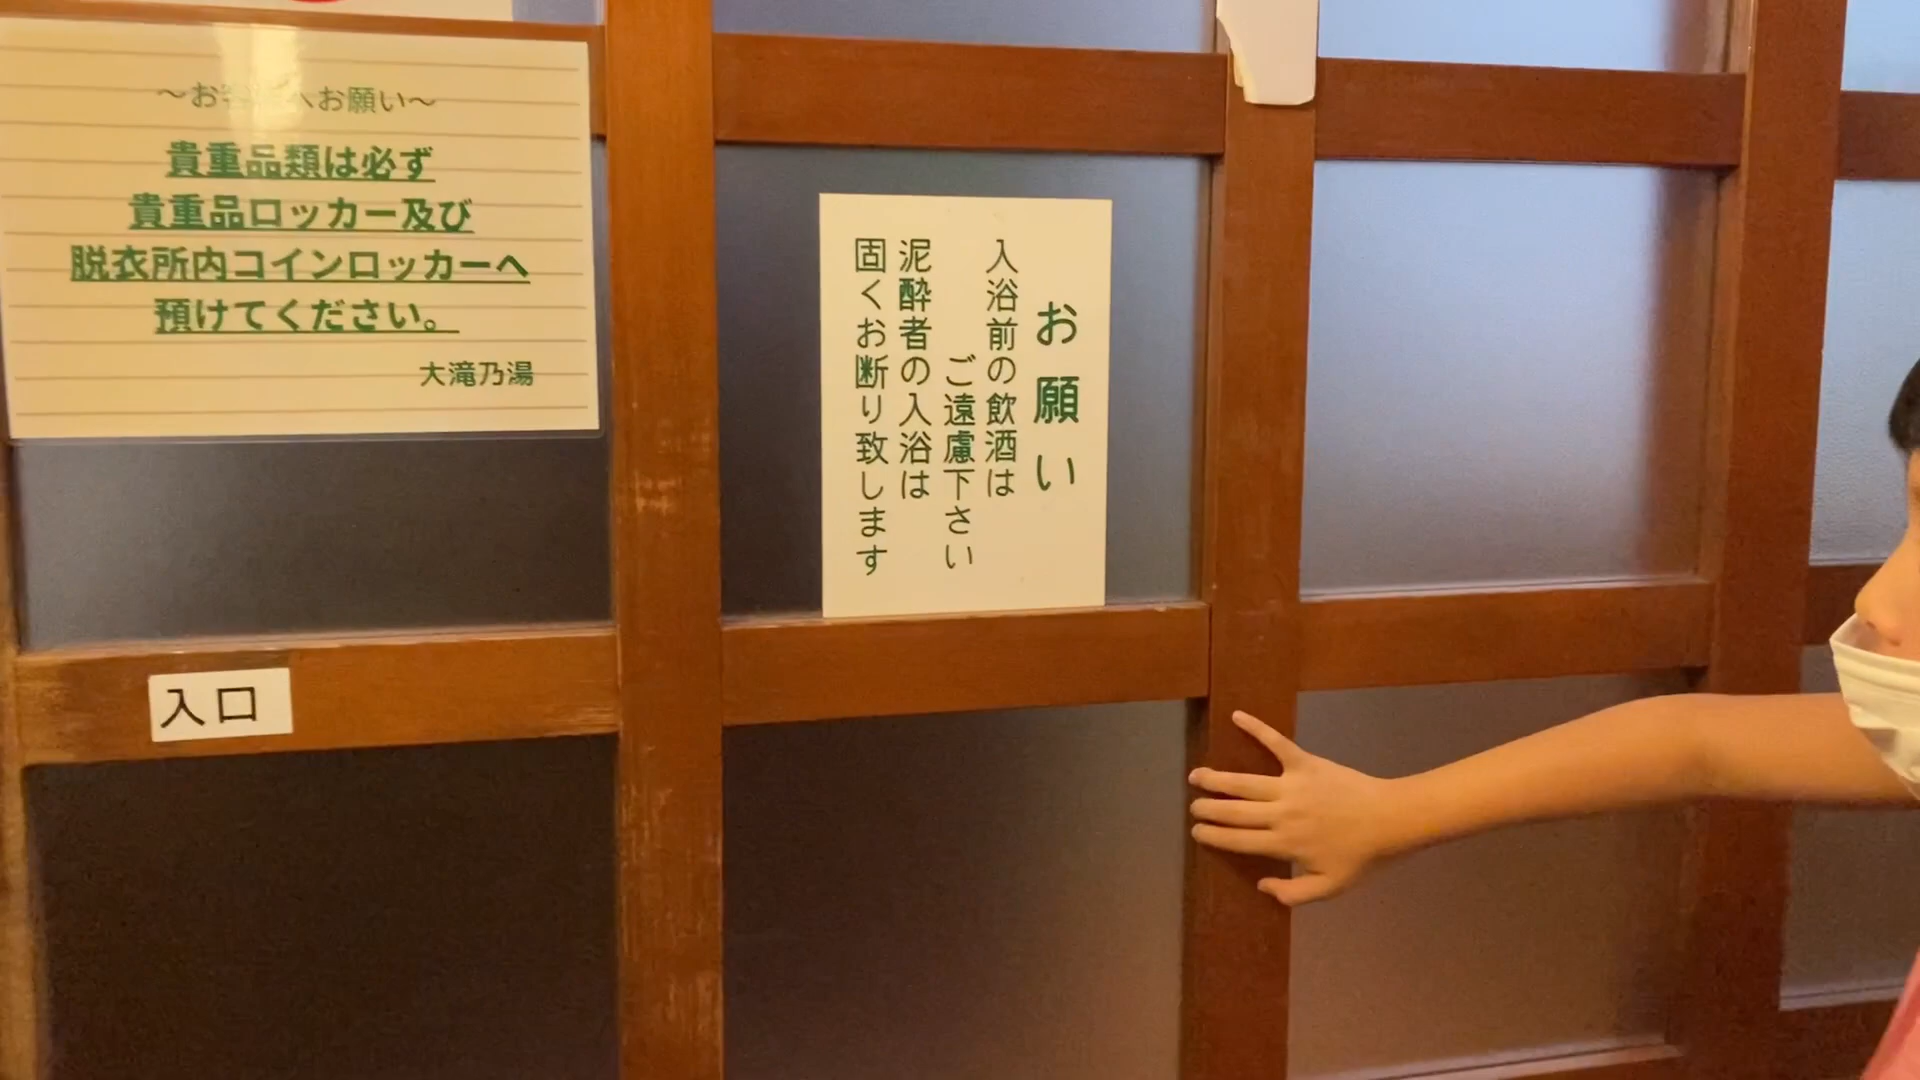 ～お客様へお願い～
貴重品類は必ず
貴重品ロッカー及び
脱衣所内コインロッカーへ
預けてください。
大滝乃湯
お願い
入浴前の飲酒は
ご遠慮下さい
泥酔者の入浴は
固くお断り致します
入口